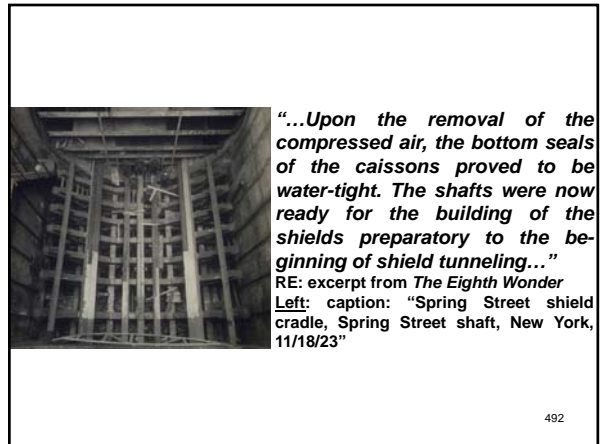 “…Upon the removal of the
compressed air, the bottom seals
of the caissons proved to be
water-tight. The shafts were now
ready for the building of the
shields preparatory to the be-
ginning of shield tunneling…”
RE: excerpt from The Eighth Wonder
Left: caption: “Spring Street shield
cradle, Spring Street shaft, New York,
11/18/23”
492